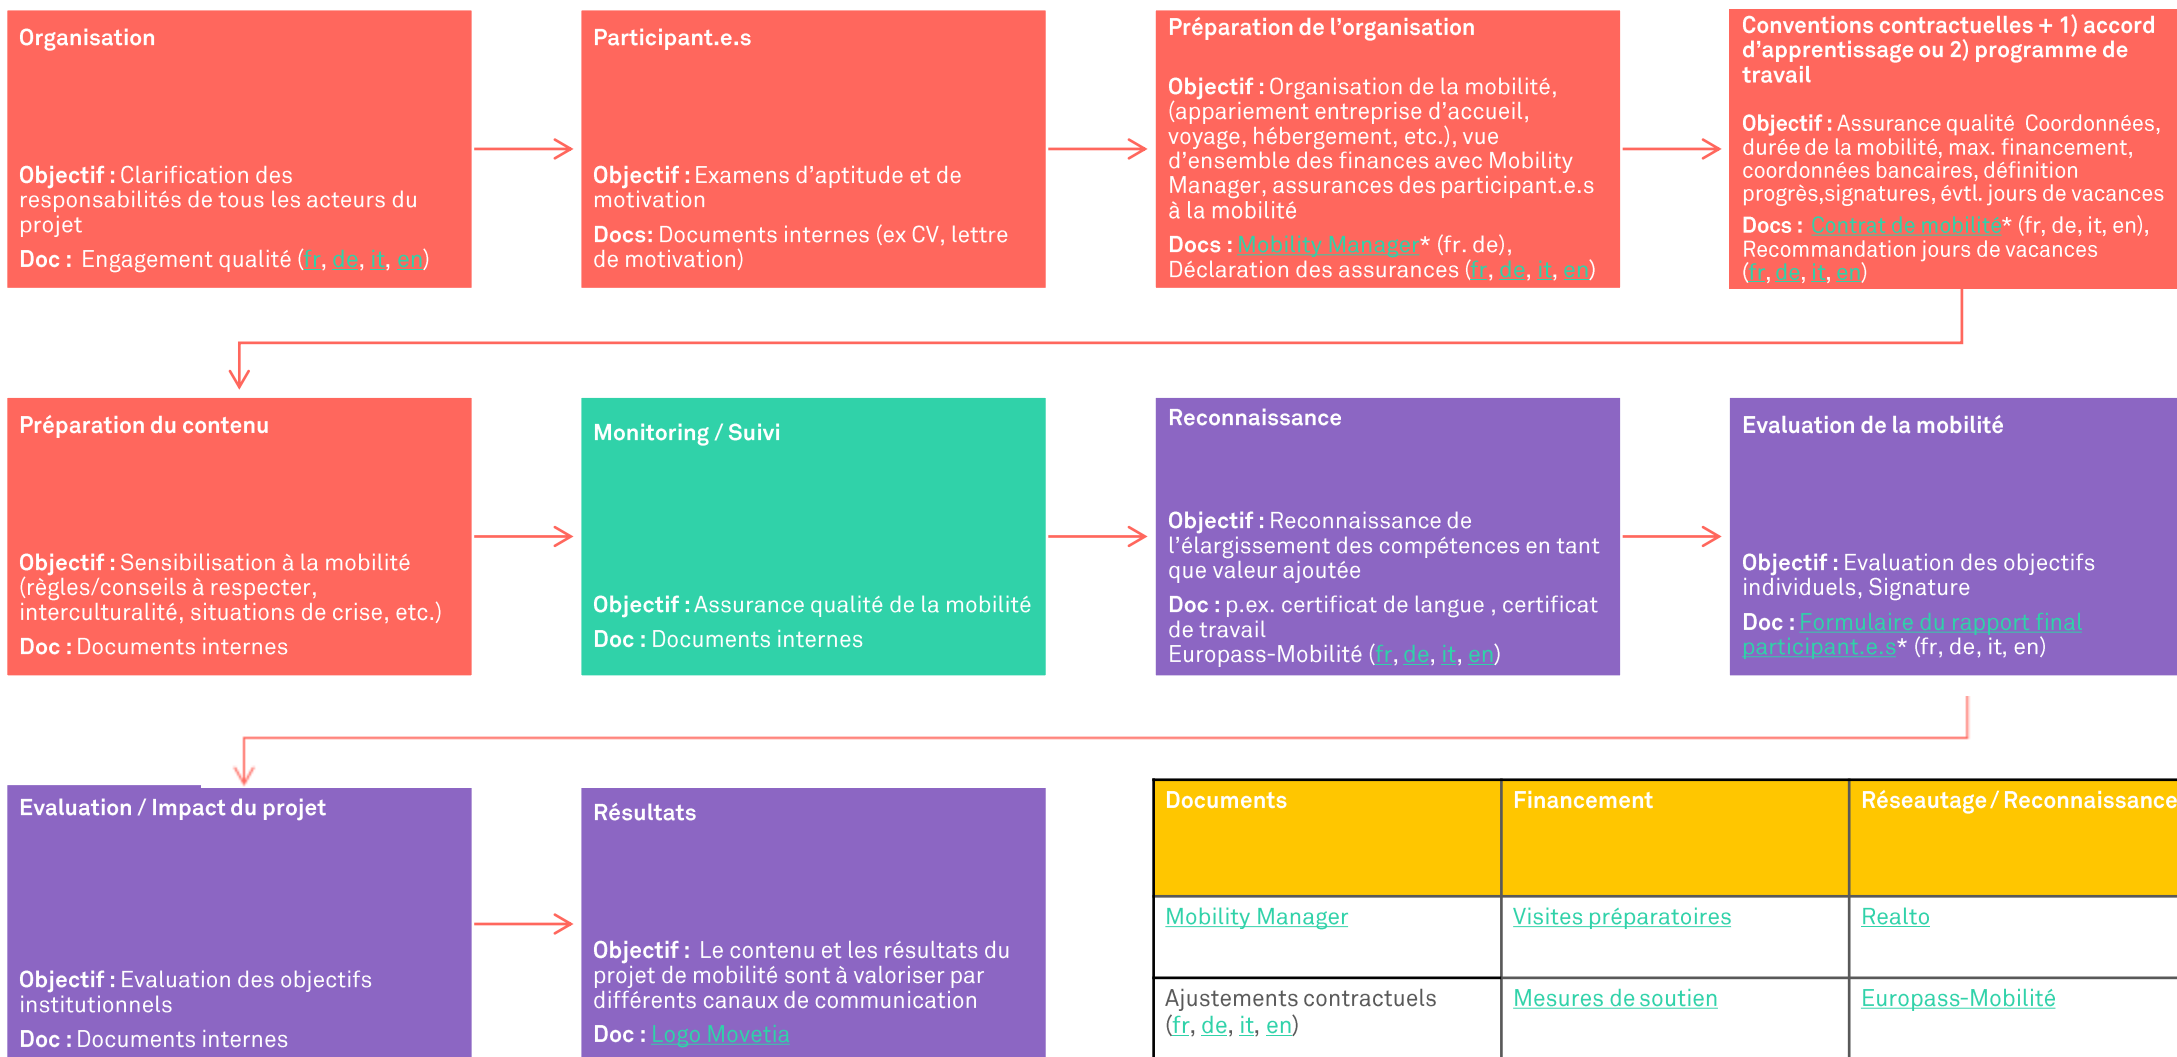 Organisation
Objectif : Clarification des
responsabilités de tous les acteurs du
projet
Doc : Engagement qualité (fr, de, it, en)
Participant.e.s
Objectif : Examens d'aptitude et de
motivation
Docs: Documents internes (ex CV, lettre
de motivation)
Préparation de l'organisation
Objectif : Organisation de la mobilité,
(appariement entreprise d'accueil,
voyage, hébergement, etc.), vue
d'ensemble des finances avec Mobility
Manager, assurances des participant.e.s
à la mobilité
Docs : Mobility Manager* (fr. de),
Déclaration des assurances (fr, de, it, en)
Conventions contractuelles + 1) accord
d'apprentissage ou 2) programme de
travail
Objectif : Assurance qualité Coordonnées,
durée de la mobilité, max. financement,
coordonnées bancaires, définition
progrès,signatures, évtl. jours de vacances
Docs : Contrat de mobilité* (fr, de, it, en),
Recommandation jours de vacances
(fr, de, it, en)
Préparation du contenu
Objectif : Sensibilisation à la mobilité
(règles/conseils à respecter,
interculturalité, situations de crise, etc.)
Doc : Documents internes
Monitoring / Suivi
Objectif : Assurance qualité de la mobilité
Doc : Documents internes
Reconnaissance
Objectif : Reconnaissance de
l'élargissement des compétences en tant
que valeur ajoutée
Doc : p.ex. certificat de langue , certificat
de travail
Europass-Mobilité (fr, de, it, en)
Evaluation de la mobilité
Objectif : Evaluation des objectifs
individuels, Signature
Doc : Formulaire du rapport final
participant.e.s* (fr, de, it, en)
Evaluation / Impact du projet
Objectif : Evaluation des objectifs
institutionnels
Doc : Documents internes
Résultats
Objectif : Le contenu et les résultats du
projet de mobilité sont à valoriser par
différents canaux de communication
Doc : Logo Movetia
Documents
Financement
Réseautage / Reconnaissance
Mobility Manager
Visites préparatoires
Realto
Ajustements contractuels
(fr, de, it, en)
Mesures de soutien
Europass-Mobilité